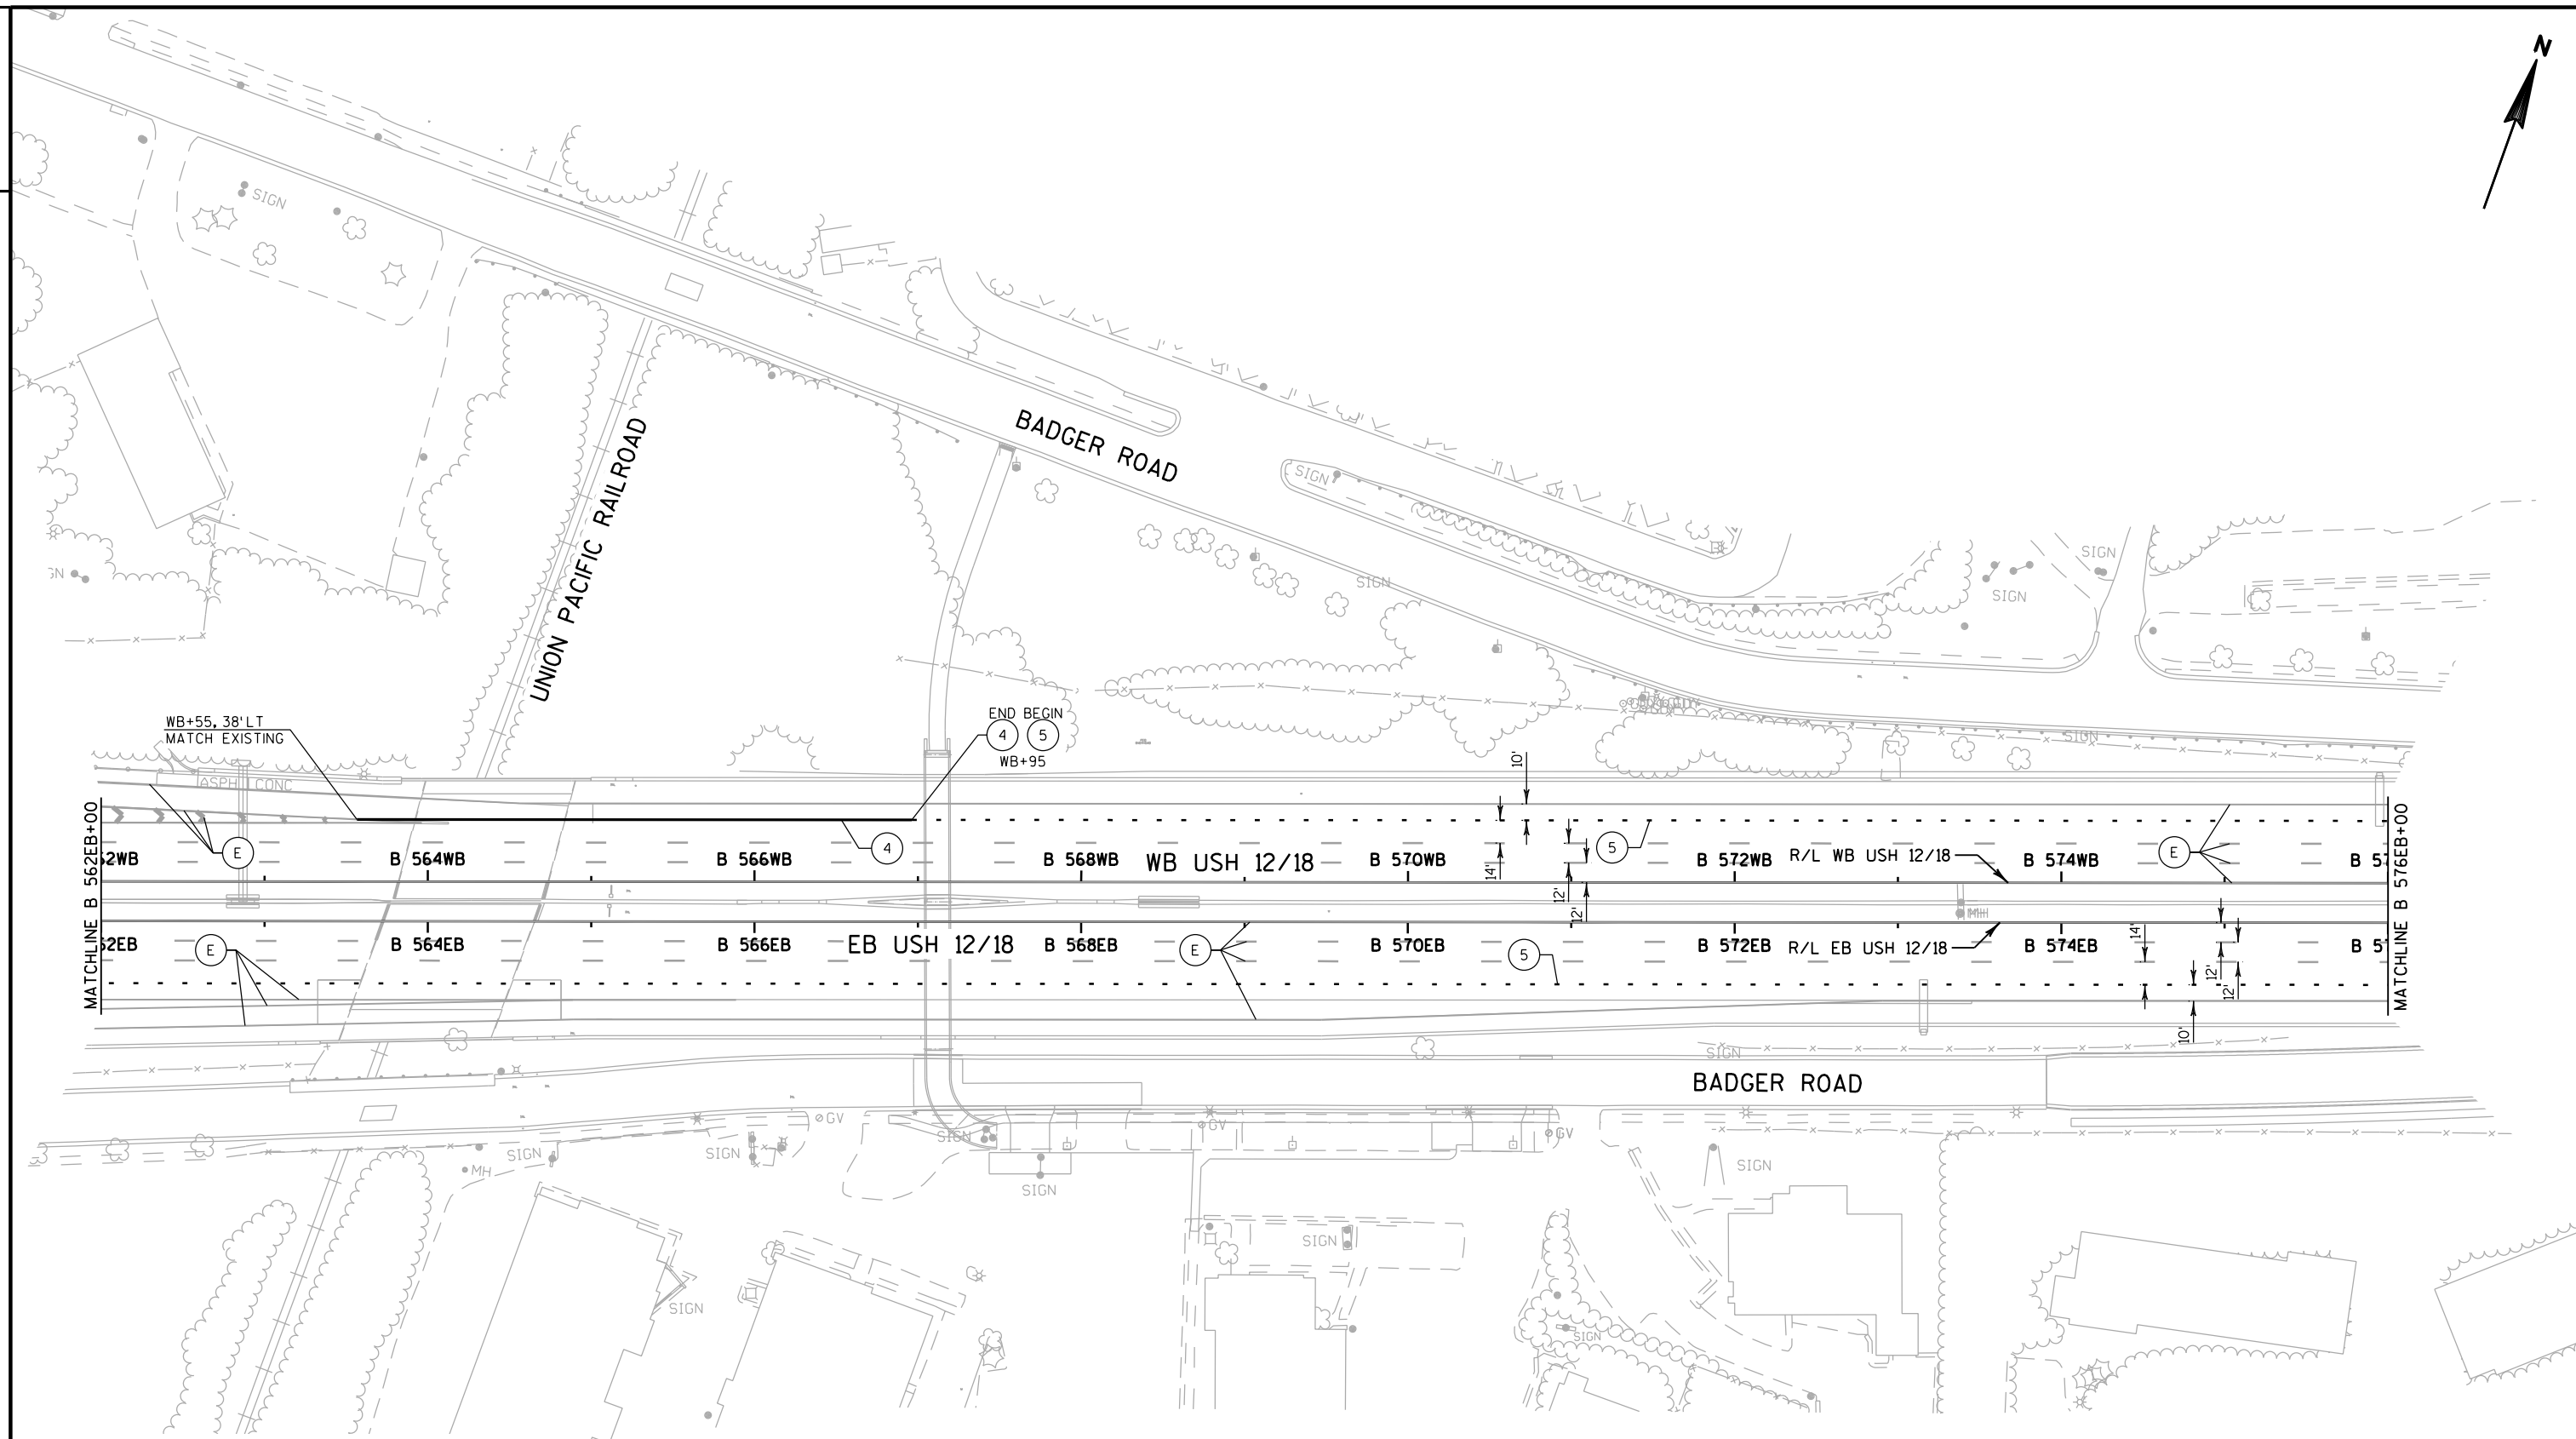 N
SIGN
BADGER ROAD
UNION PACIFIC RAILROAD
SIGN
SIGN
SIGN
SIGN
WB+55, 38'LT
MATCH EXISTING
END BEGIN
4 5
WB+95
SIGN
10'
ASPH CONC
MATCHLINE B 562EB+00
E
4
5
E
B 564WB
B 566WB
B 568WB
WB USH 12/18
B 570WB
14'
12'
12'
B 572WB
R/L WB USH 12/18
B 574WB
MATCHLINE B 576EB+00
E
E
5
B 564EB
B 566EB
EB USH 12/18
B 568EB
B 570EB
B 572EB
R/L EB USH 12/18
B 574EB
14'
12'
12'
10'
SIGN
BADGER ROAD
GV
GV
GV
SIGN
SIGN
SIGN
MH
SIGN
SIGN
SIGN
SIGN
SIGN